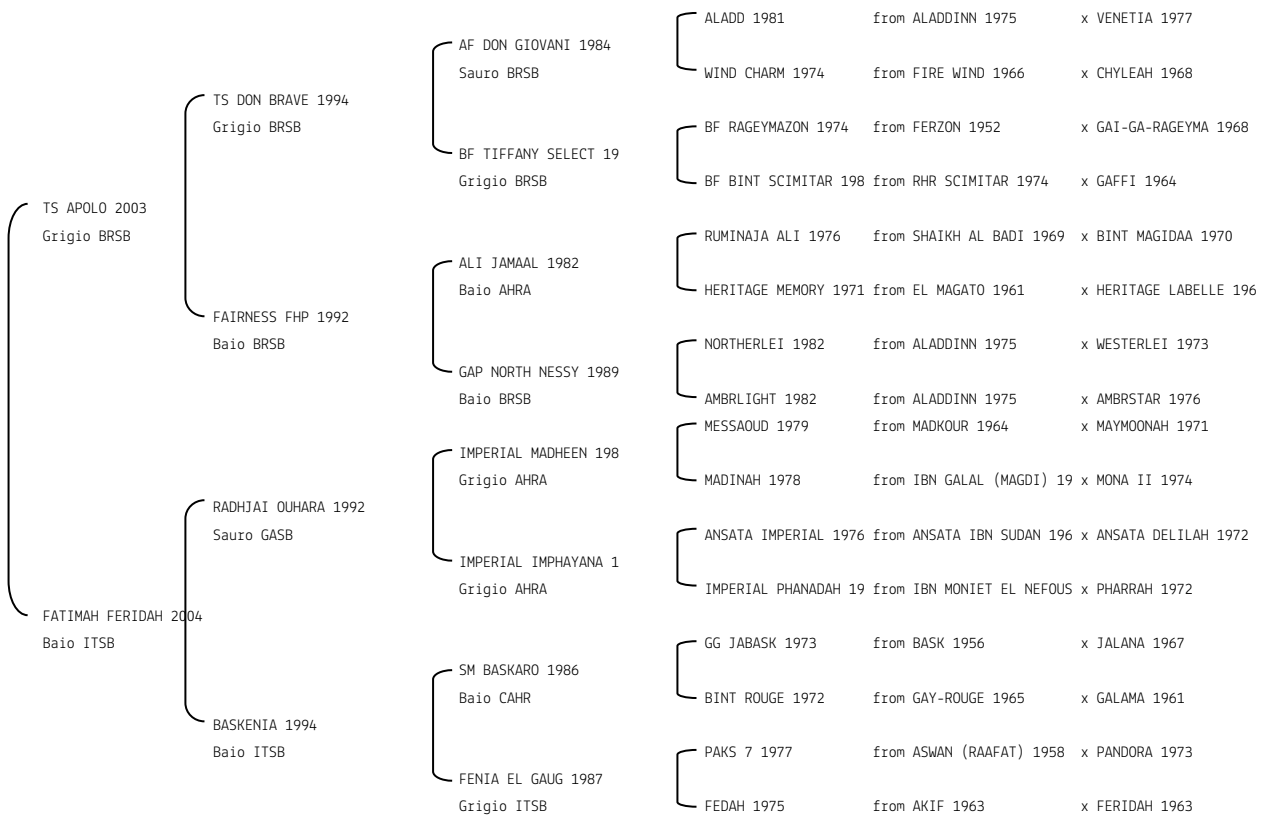 ALADD 1981 from ALADDINN 1975 x VENETIA 1977
AF DON GIOVANI 1984
Sauro BRSB
WIND CHARM 1974 from FIRE WIND 1966 x CHYLEAH 1968
TS DON BRAVE 1994
Grigio BRSB
BF RAGEYMAZON 1974 from FERZON 1952 x GAI-GA-RAGEYMA 1968
BF TIFFANY SELECT 19
Grigio BRSB
BF BINT SCIMITAR 198 from RHR SCIMITAR 1974 x GAFFI 1964
TS APOLO 2003
Grigio BRSB
RUMINAJA ALI 1976 from SHAIKH AL BADI 1969 x BINT MAGIDAA 1970
ALI JAMAAL 1982
Baio AHRA
HERITAGE MEMORY 1971 from EL MAGATO 1961 x HERITAGE LABELLE 196
FAIRNESS FHP 1992
Baio BRSB
NORTHERLEI 1982 from ALADDINN 1975 x WESTERLEI 1973
GAP NORTH NESSY 1989
Baio BRSB
AMBRLIGHT 1982 from ALADDINN 1975 x AMBRSTAR 1976
MESSAOUD 1979 from MADKOUR 1964 x MAYMOONAH 1971
IMPERIAL MADHEEN 198
Grigio AHRA
MADINAH 1978 from IBN GALAL (MAGDI) 19 x MONA II 1974
RADHJAI OUHARA 1992
Sauro GASB
ANSATA IMPERIAL 1976 from ANSATA IBN SUDAN 196 x ANSATA DELILAH 1972
IMPERIAL IMPHAYANA 1
Grigio AHRA
IMPERIAL PHANADAH 19 from IBN MONIET EL NEFOUS x PHARRAH 1972
FATIMAH FERIDAH 2004
Baio ITSB
GG JABASK 1973 from BASK 1956 x JALANA 1967
SM BASKARO 1986
Baio CAHR
BINT ROUGE 1972 from GAY-ROUGE 1965 x GALAMA 1961
BASKENIA 1994
Baio ITSB
PAKS 7 1977 from ASWAN (RAAFAT) 1958 x PANDORA 1973
FENIA EL GAUG 1987
Grigio ITSB
FEDAH 1975 from AKIF 1963 x FERIDAH 1963